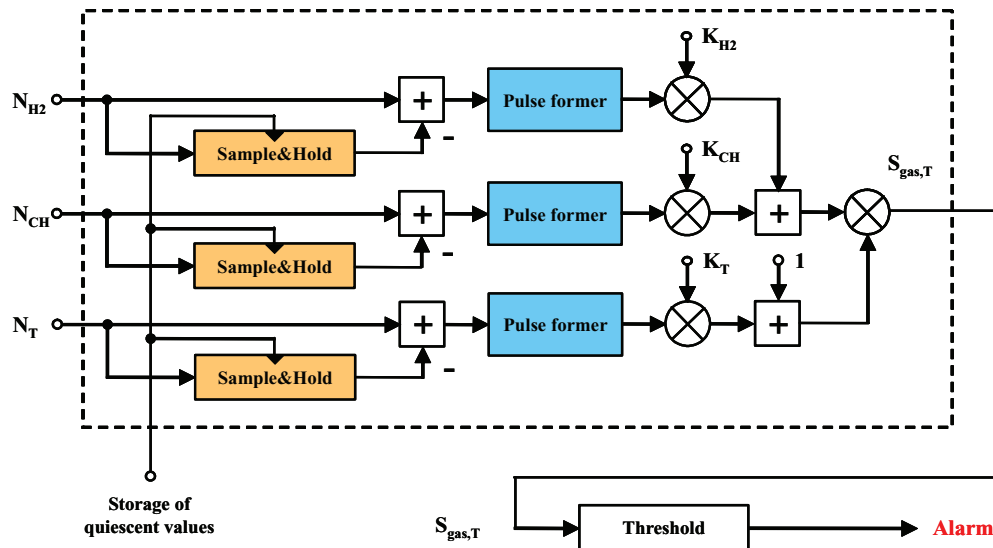 K_H2
N_H2
+
Pulse former
-
Sample&Hold
K_CH
S_gas,T
N_CH
+
Pulse former
+
-
Sample&Hold
K_T
1
N_T
+
Pulse former
+
-
Sample&Hold
Storage of
quiescent values
S_gas,T
Threshold
Alarm